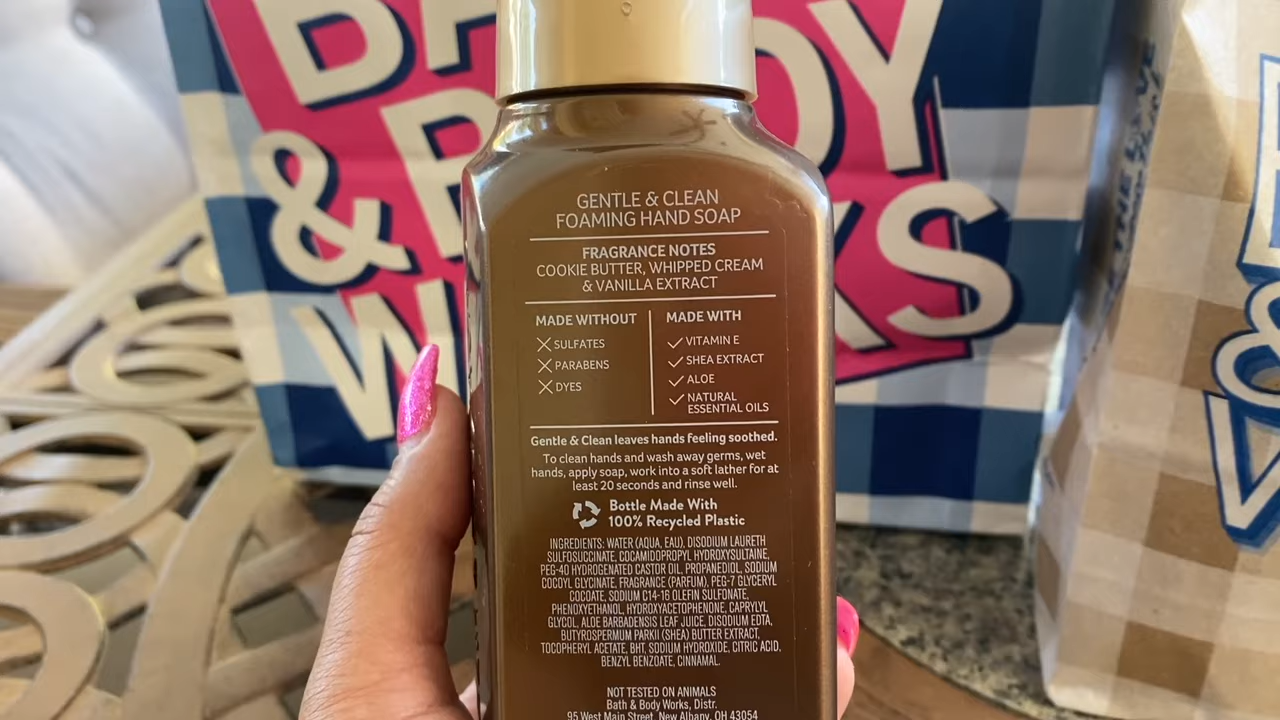 BATH & BODY
WORKS
GENTLE & CLEAN
FOAMING HAND SOAP
FRAGRANCE NOTES
COOKIE BUTTER, WHIPPED CREAM
& VANILLA EXTRACT
MADE WITHOUT
SULFATES
PARABENS
DYES
MADE WITH
VITAMIN E
SHEA EXTRACT
ALOE
NATURAL
ESSENTIAL OILS
Gentle & Clean leaves hands feeling soothed.
To clean hands and wash away germs, wet
hands, apply soap, work into a soft lather for at
least 20 seconds and rinse well.
Bottle Made With
100% Recycled Plastic
INGREDIENTS: WATER (AQUA, EAU), DISODIUM LAURETH
SULFOSUCCINATE, COCAMIDOPROPYL HYDROXYSULTAINE,
PEG-40 HYDROGENATED CASTOR OIL, PROPANEDIOL, SODIUM
COCOYL GLYCINATE, FRAGRANCE (PARFUM), PEG-7 GLYCERYL
COCOATE, SODIUM C14-16 OLEFIN SULFONATE,
PHENOXYETHANOL, HYDROXYACETOPHENONE, CAPRYLYL
GLYCOL, ALOE BARBADENSIS LEAF JUICE, DISODIUM EDTA,
BUTYROSPERMUM PARKII (SHEA) BUTTER EXTRACT,
TOCOPHERYL ACETATE, BHT, SODIUM HYDROXIDE, CITRIC ACID,
BENZYL BENZOATE, CINNAMAL.
NOT TESTED ON ANIMALS
Bath & Body Works, Distr.
95 West Main Street, New Albany, OH 43054